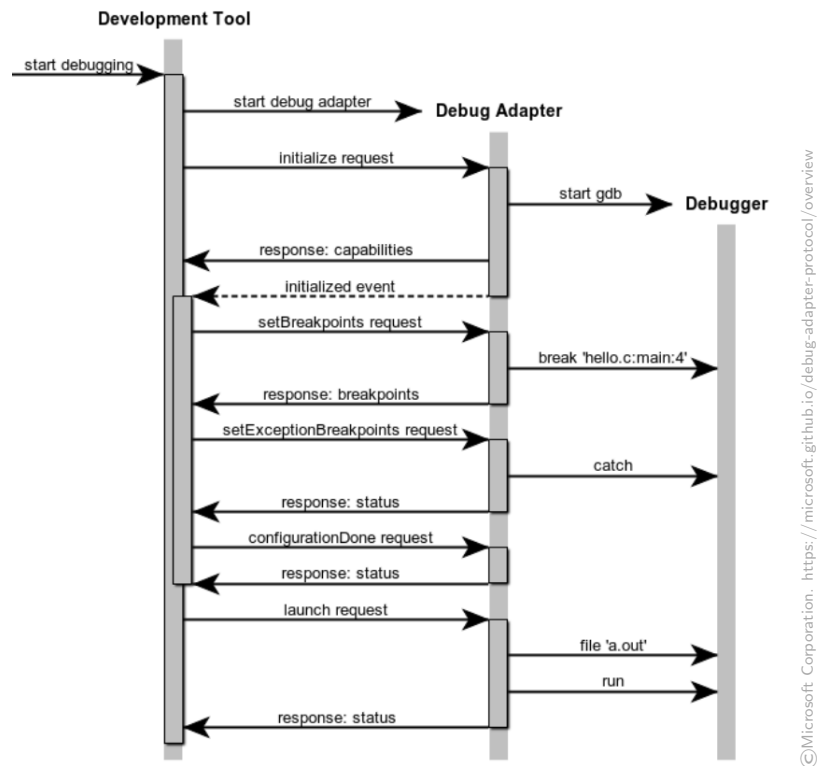 Development Tool
start debugging
start debug adapter
Debug Adapter
initialize request
start gdb
Debugger
response: capabilities
initialized event
setBreakpoints request
break 'hello.c:main:4'
response: breakpoints
setExceptionBreakpoints request
catch
response: status
configurationDone request
response: status
launch request
file 'a.out'
run
response: status
©Microsoft Corporation. https://microsoft.github.io/debug-adapter-protocol/overview